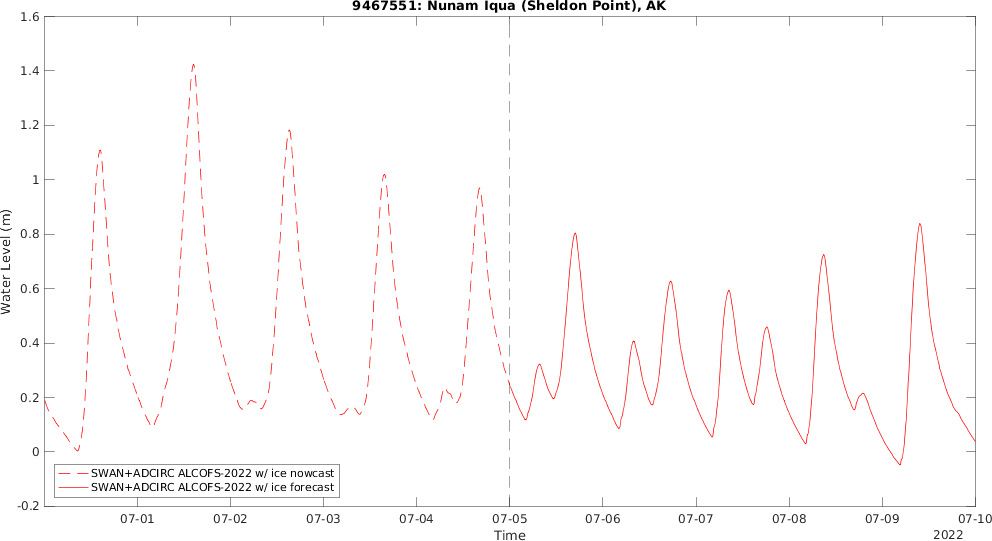 9467551: Nunam Iqua (Sheldon Point), AK
1.6
1.4
1.2
1
0.8
0.6
0.4
0.2
0
-0.2
Water Level (m)
SWAN+ADCIRC ALCOFS-2022 w/ ice nowcast
SWAN+ADCIRC ALCOFS-2022 w/ ice forecast
07-01 07-02 07-03 07-04 07-05 07-06 07-07 07-08 07-09 07-10
Time
2022